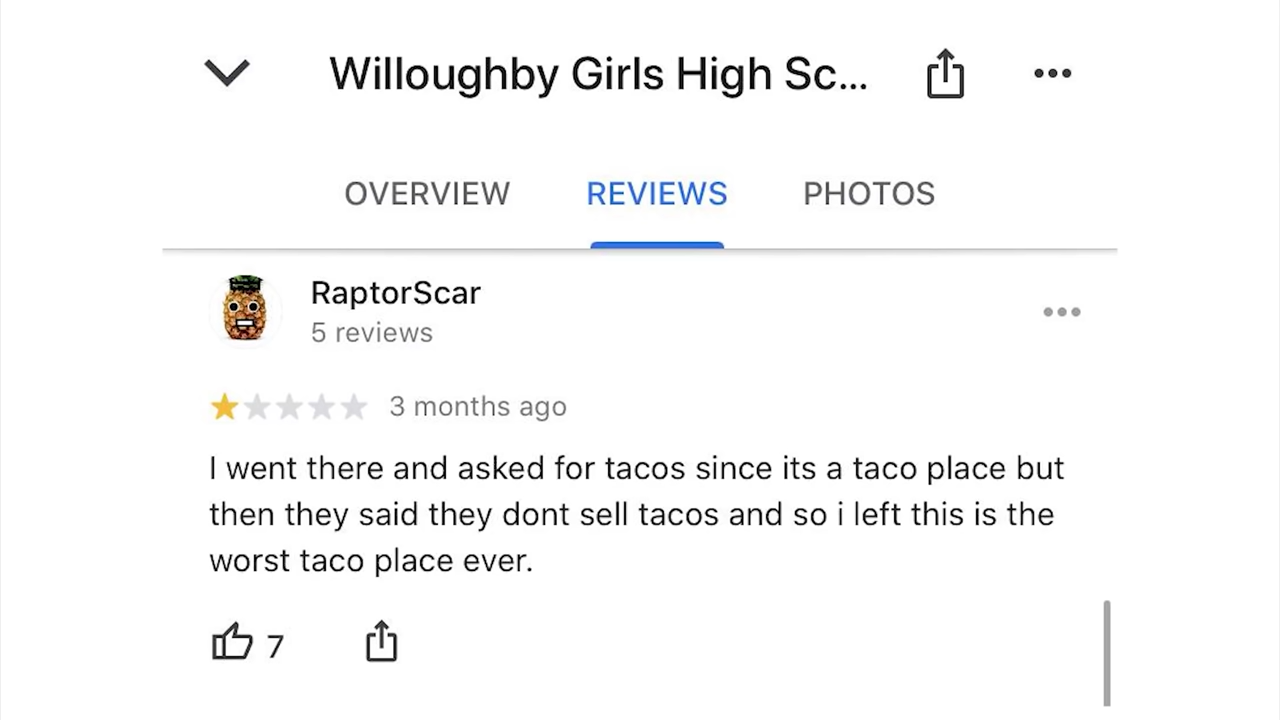 Willoughby Girls High Sc...
OVERVIEW REVIEWS PHOTOS
RaptorScar
5 reviews
3 months ago
I went there and asked for tacos since its a taco place but
then they said they dont sell tacos and so i left this is the
worst taco place ever.
7